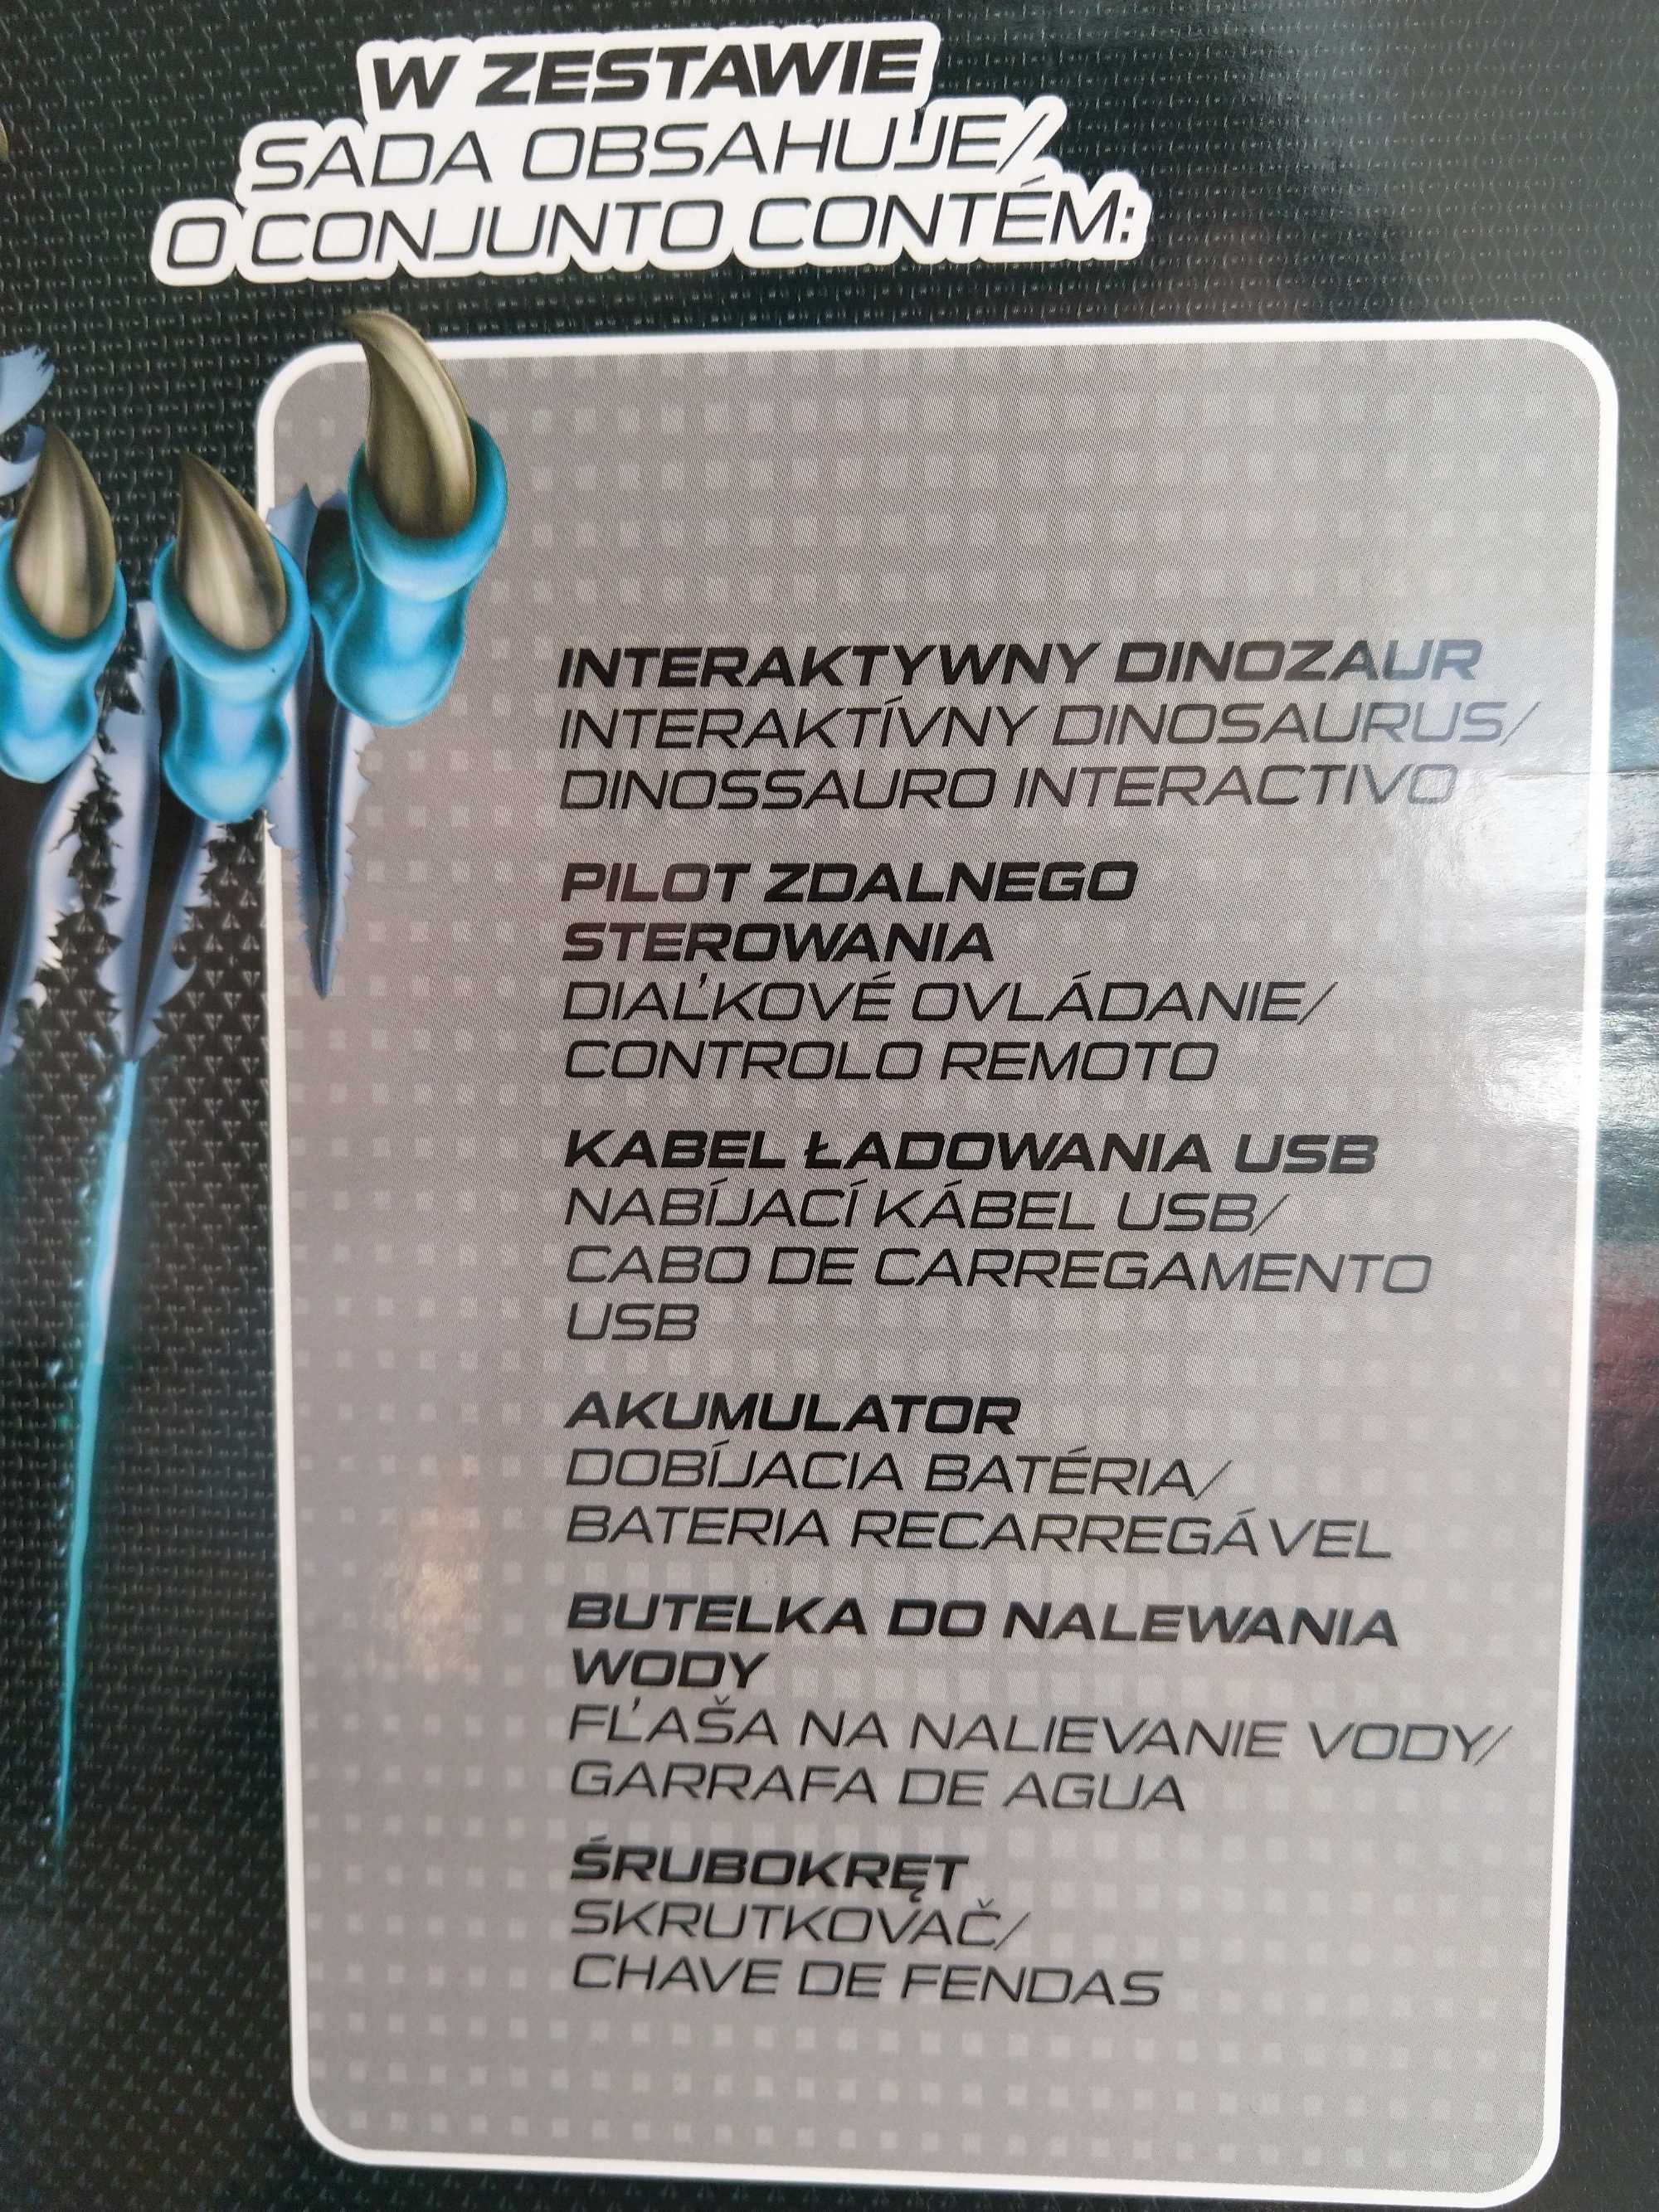 W ZESTAWIE
SADA OBSAHUJE/
O CONJUNTO CONTÉM:
INTERAKTYWNY DINOZAUR
INTERAKTÍVNY DINOSAURUS/
DINOSSAURO INTERACTIVO
PILOT ZDALNEGO
STEROWANIA
DIAĽKOVÉ OVLÁDANIE/
CONTROLO REMOTO
KABEL ŁADOWANIA USB
NABÍJACÍ KÁBEL USB/
CABO DE CARREGAMENTO
USB
AKUMULATOR
DOBÍJACIA BATÉRIA/
BATERIA RECARREGÁVEL
BUTELKA DO NALEWANIA
WODY
FĽAŠA NA NALIEVANIE VODY/
GARRAFA DE AGUA
ŚRUBOKRĘT
SKRUTKOVAČ/
CHAVE DE FENDAS